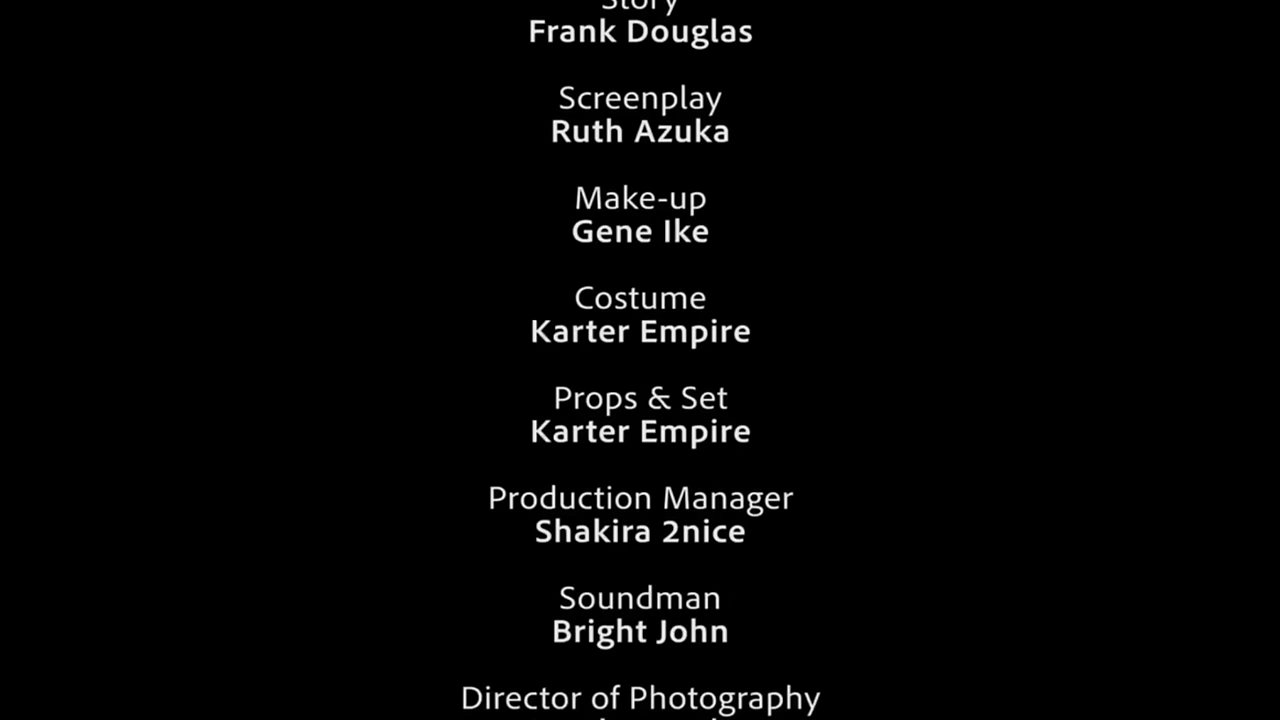 Story
Frank Douglas
Screenplay
Ruth Azuka
Make-up
Gene Ike
Costume
Karter Empire
Props & Set
Karter Empire
Production Manager
Shakira 2nice
Soundman
Bright John
Director of Photography